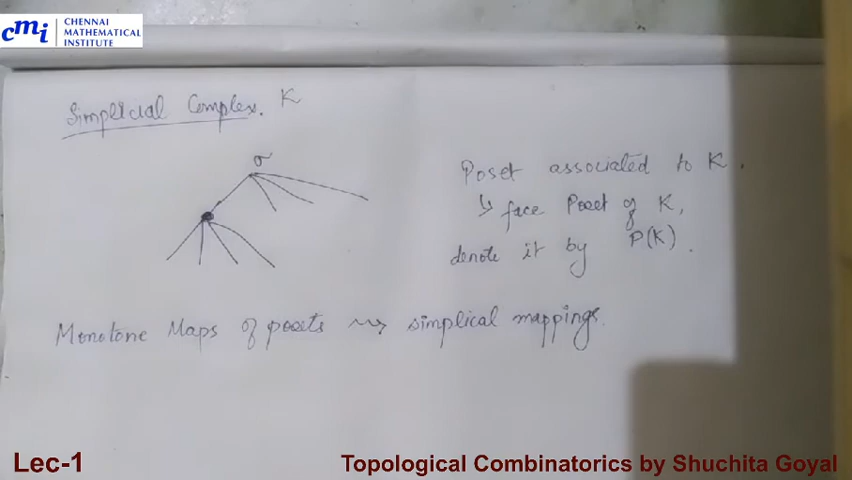 cmi
CHENNAI
MATHEMATICAL
INSTITUTE
Simplicial Complex. K
σ
Poset associated to K.
↳ face Poset of K,
denote it by P(K).
Monotone Maps of posets ⇝ simplical mappings.
Lec-1
Topological Combinatorics by Shuchita Goyal